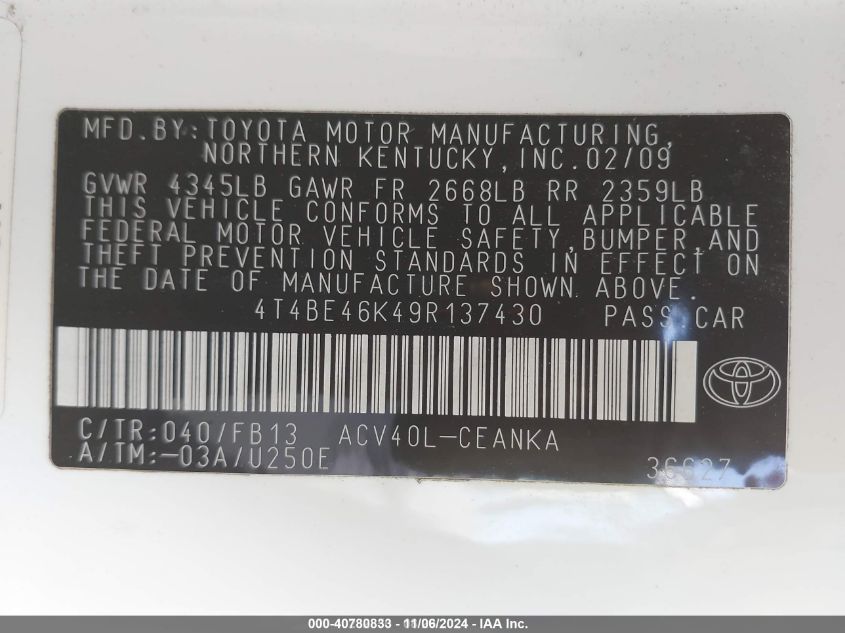 MFD.BY:TOYOTA MOTOR MANUFACTURING,
NORTHERN KENTUCKY,INC.02/09
GVWR 4345LB GAWR FR 2668LB RR 2359LB
THIS VEHICLE CONFORMS TO ALL APPLICABLE
FEDERAL MOTOR VEHICLE SAFETY,BUMPER,AND
THEFT PREVENTION STANDARDS IN EFFECT ON
THE DATE OF MANUFACTURE SHOWN ABOVE.
4T4BE46K49R137430 PASS.CAR
C/TR:040/FB13 ACV40L-CEANKA
A/TM:-03A/U250E
000-40780833 - 11/06/2024 - IAA Inc.